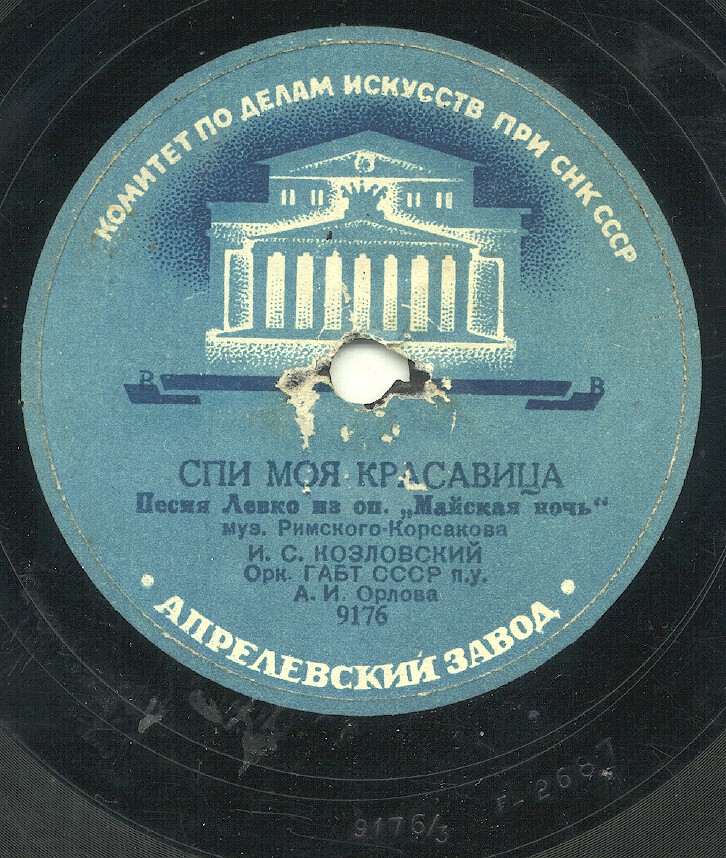 КОМИТЕТ ПО ДЕЛАМ ИСКУССТВ ПРИ СНК СССР
В В
СПИ МОЯ КРАСАВИЦА
Песня Левко из оп. „Майская ночь“
муз. Римского-Корсакова
И. С. КОЗЛОВСКИЙ
Орк. ГАБТ СССР п.у.
А. И. Орлова
9176
• АПРЕЛЕВСКИЙ ЗАВОД •
9176/3